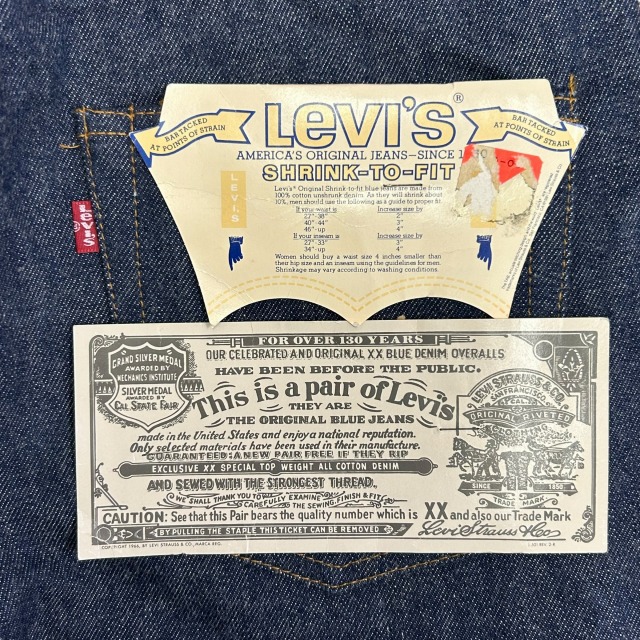 LEVI'S®
BAR TACKED
AT POINTS OF STRAIN
BAR TACKED
AT POINTS OF STRAIN
AMERICA'S ORIGINAL JEANS—SINCE
SHRINK-TO-FIT
LEVI'S
Levi's® Original Shrink-to-fit blue jeans are made from
100% cotton unshrunk denim. As they will shrink about
10%, men should use the following as a guide to proper fit.
If your waist is Increase size by
27"-38" 2"
40"-44" 3"
46"-up 4"
If your inseam is Increase size by
27"-33" 3"
34"-up 4"
Women should buy a waist size 4 inches smaller than
their hip size and an inseam using the guidelines for men.
Shrinkage may vary according to washing conditions.
LEVI'S
FOR OVER 130 YEARS
OUR CELEBRATED AND ORIGINAL XX BLUE DENIM OVERALLS
HAVE BEEN BEFORE THE PUBLIC.
This is a pair of Levi's
THEY ARE
THE ORIGINAL BLUE JEANS
made in the United States and enjoy a national reputation.
Only selected materials have been used in their manufacture.
GUARANTEED: A NEW PAIR FREE IF THEY RIP
EXCLUSIVE XX SPECIAL TOP WEIGHT ALL COTTON DENIM
AND SEWED WITH THE STRONGEST THREAD.
WE SHALL THANK YOU TO
CAREFULLY EXAMINE
THE SEWING, FINISH & FIT
CAUTION: See that this Pair bears the quality number which is XX and also our Trade Mark
BY PULLING THE STAPLE THIS TICKET CAN BE REMOVED
Levi Strauss & Co.
GRAND SILVER MEDAL
AWARDED BY
MECHANICS INSTITUTE
SILVER MEDAL
AWARDED BY
CAL. STATE FAIR
LEVI STRAUSS & CO.
SAN FRANCISCO,
CAL.
ORIGINAL RIVETED
SINCE 1850
TRADE MARK
COPYRIGHT 1966, BY LEVI STRAUSS & CO., MARCA REG.